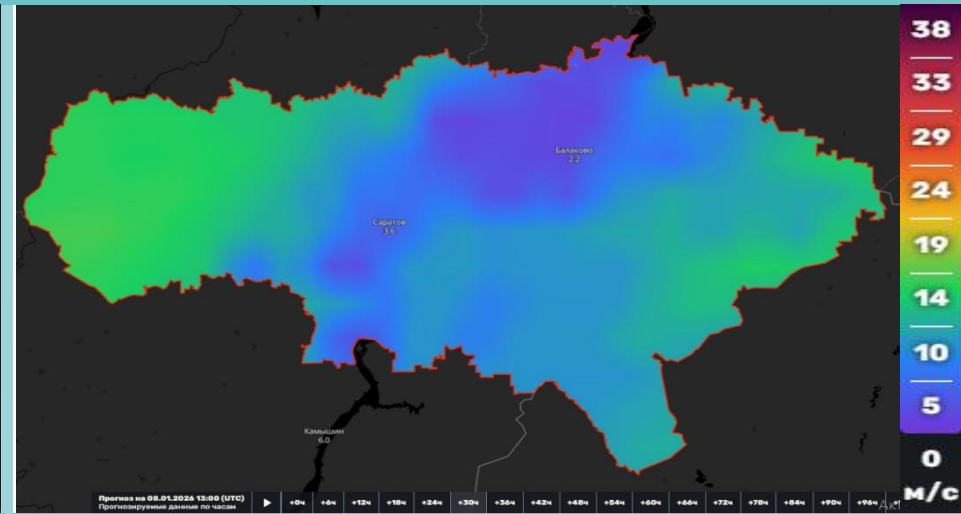 38
33
29
24
19
14
10
5
0
м/с
Балаково
2.2
Саратов
3.6
Камышин
6.0
Прогноз на 08.01.2026 13:00 (UTC)
Прогнозируемые данные по часам
+0ч +6ч +12ч +18ч +24ч +30ч +36ч +42ч +48ч +54ч +60ч +66ч +72ч +78ч +84ч +90ч +96ч